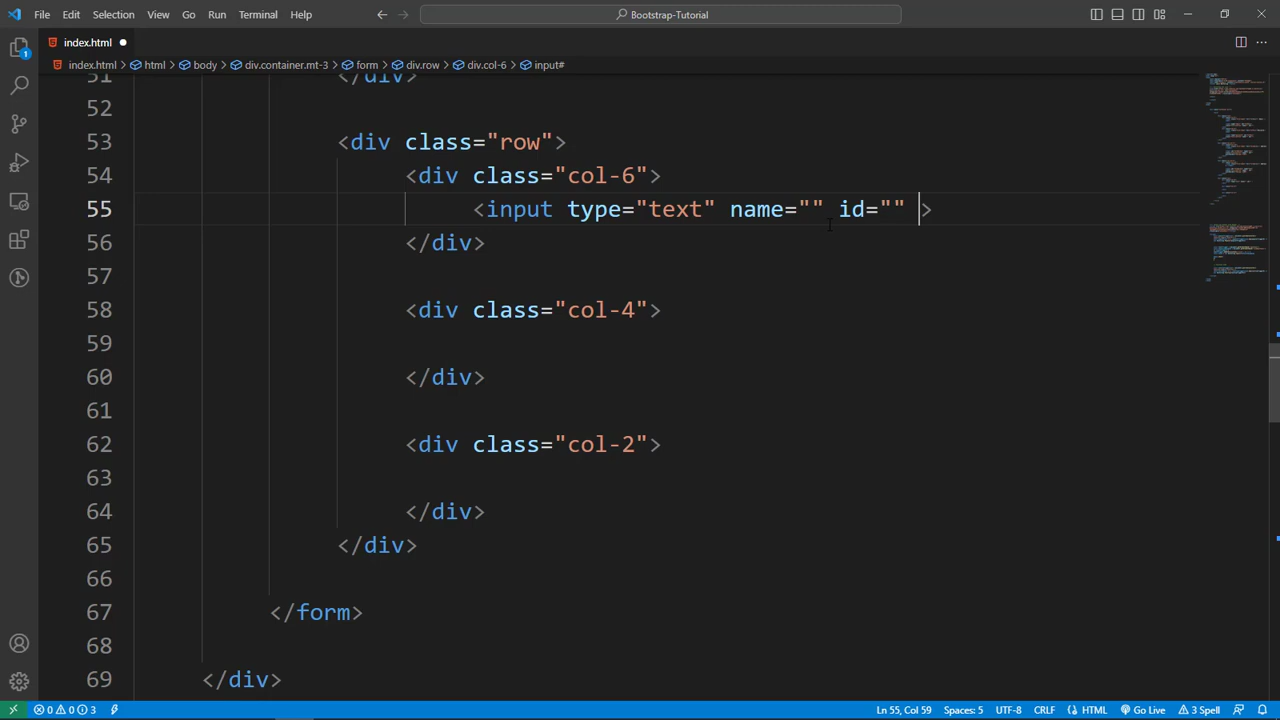 File Edit Selection View Go Run Terminal Help
Bootstrap-Tutorial
index.html
index.html > html > body > div.container.mt-3 > form > div.row > div.col-6 > input#
1
51 </div>
52
53 <div class="row">
54 <div class="col-6">
55 <input type="text" name="" id="" >
56 </div>
57
58 <div class="col-4">
59
60 </div>
61
62 <div class="col-2">
63
64 </div>
65 </div>
66
67 </form>
68
69 </div>
0 0 3 Ln 55, Col 59 Spaces: 5 UTF-8 CRLF HTML Go Live 3 Spell